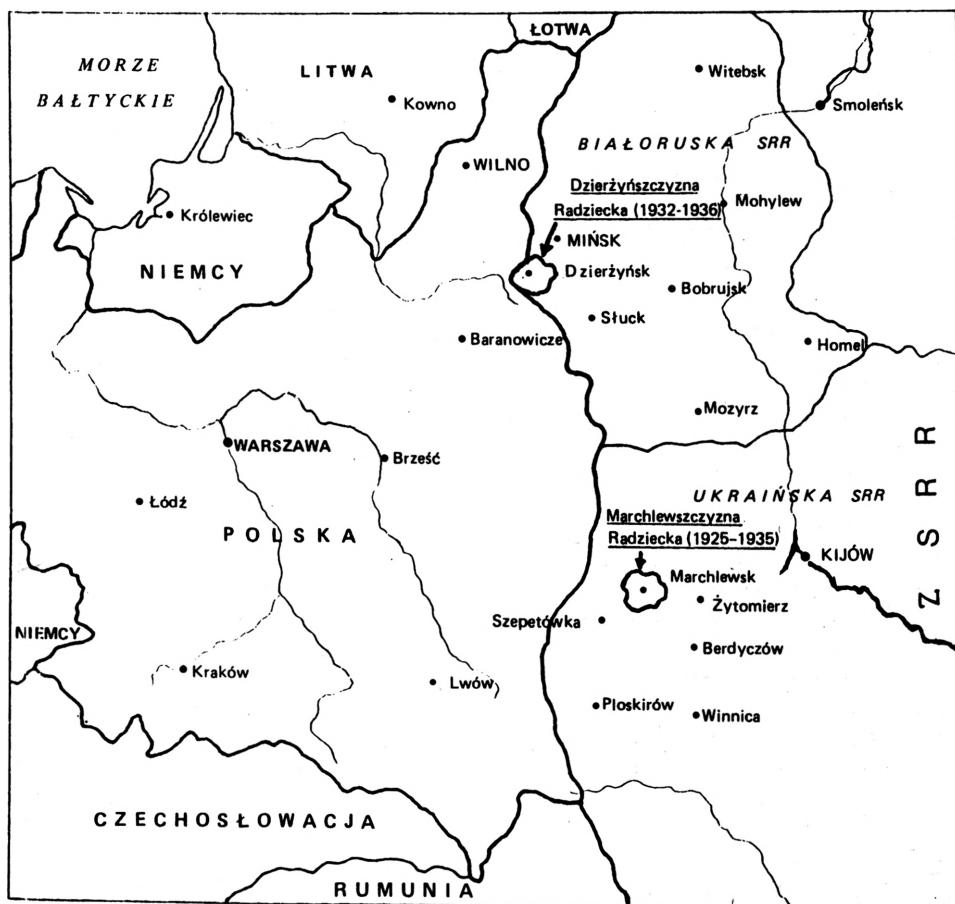 ŁOTWA
MORZE
BAŁTYCKIE
LITWA
Kowno
Witebsk
Smoleńsk
BIAŁORUSKA SRR
WILNO
Dzierżyńszczyzna
Radziecka (1932-1936)
Mohylew
Królewiec
MIŃSK
NIEMCY
Dzierżyńsk
Bobrujsk
Słuck
Baranowicze
Homel
Mozyrz
WARSZAWA
Brześć
ZSRR
Łódź
UKRAIŃSKA SRR
POLSKA
Marchlewszczyzna
Radziecka (1925-1935)
KIJÓW
Marchlewsk
Żytomierz
Szepetówka
NIEMCY
Berdyczów
Kraków
Lwów
Płoskirów
Winnica
CZECHOSŁOWACJA
RUMUNIA